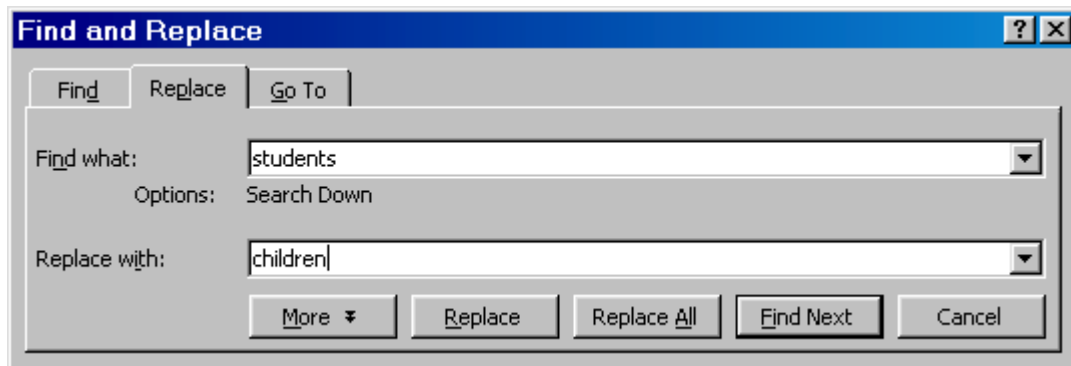 Find and Replace
Find Replace Go To
Find what: students
Options: Search Down
Replace with: children
More Replace Replace All Find Next Cancel